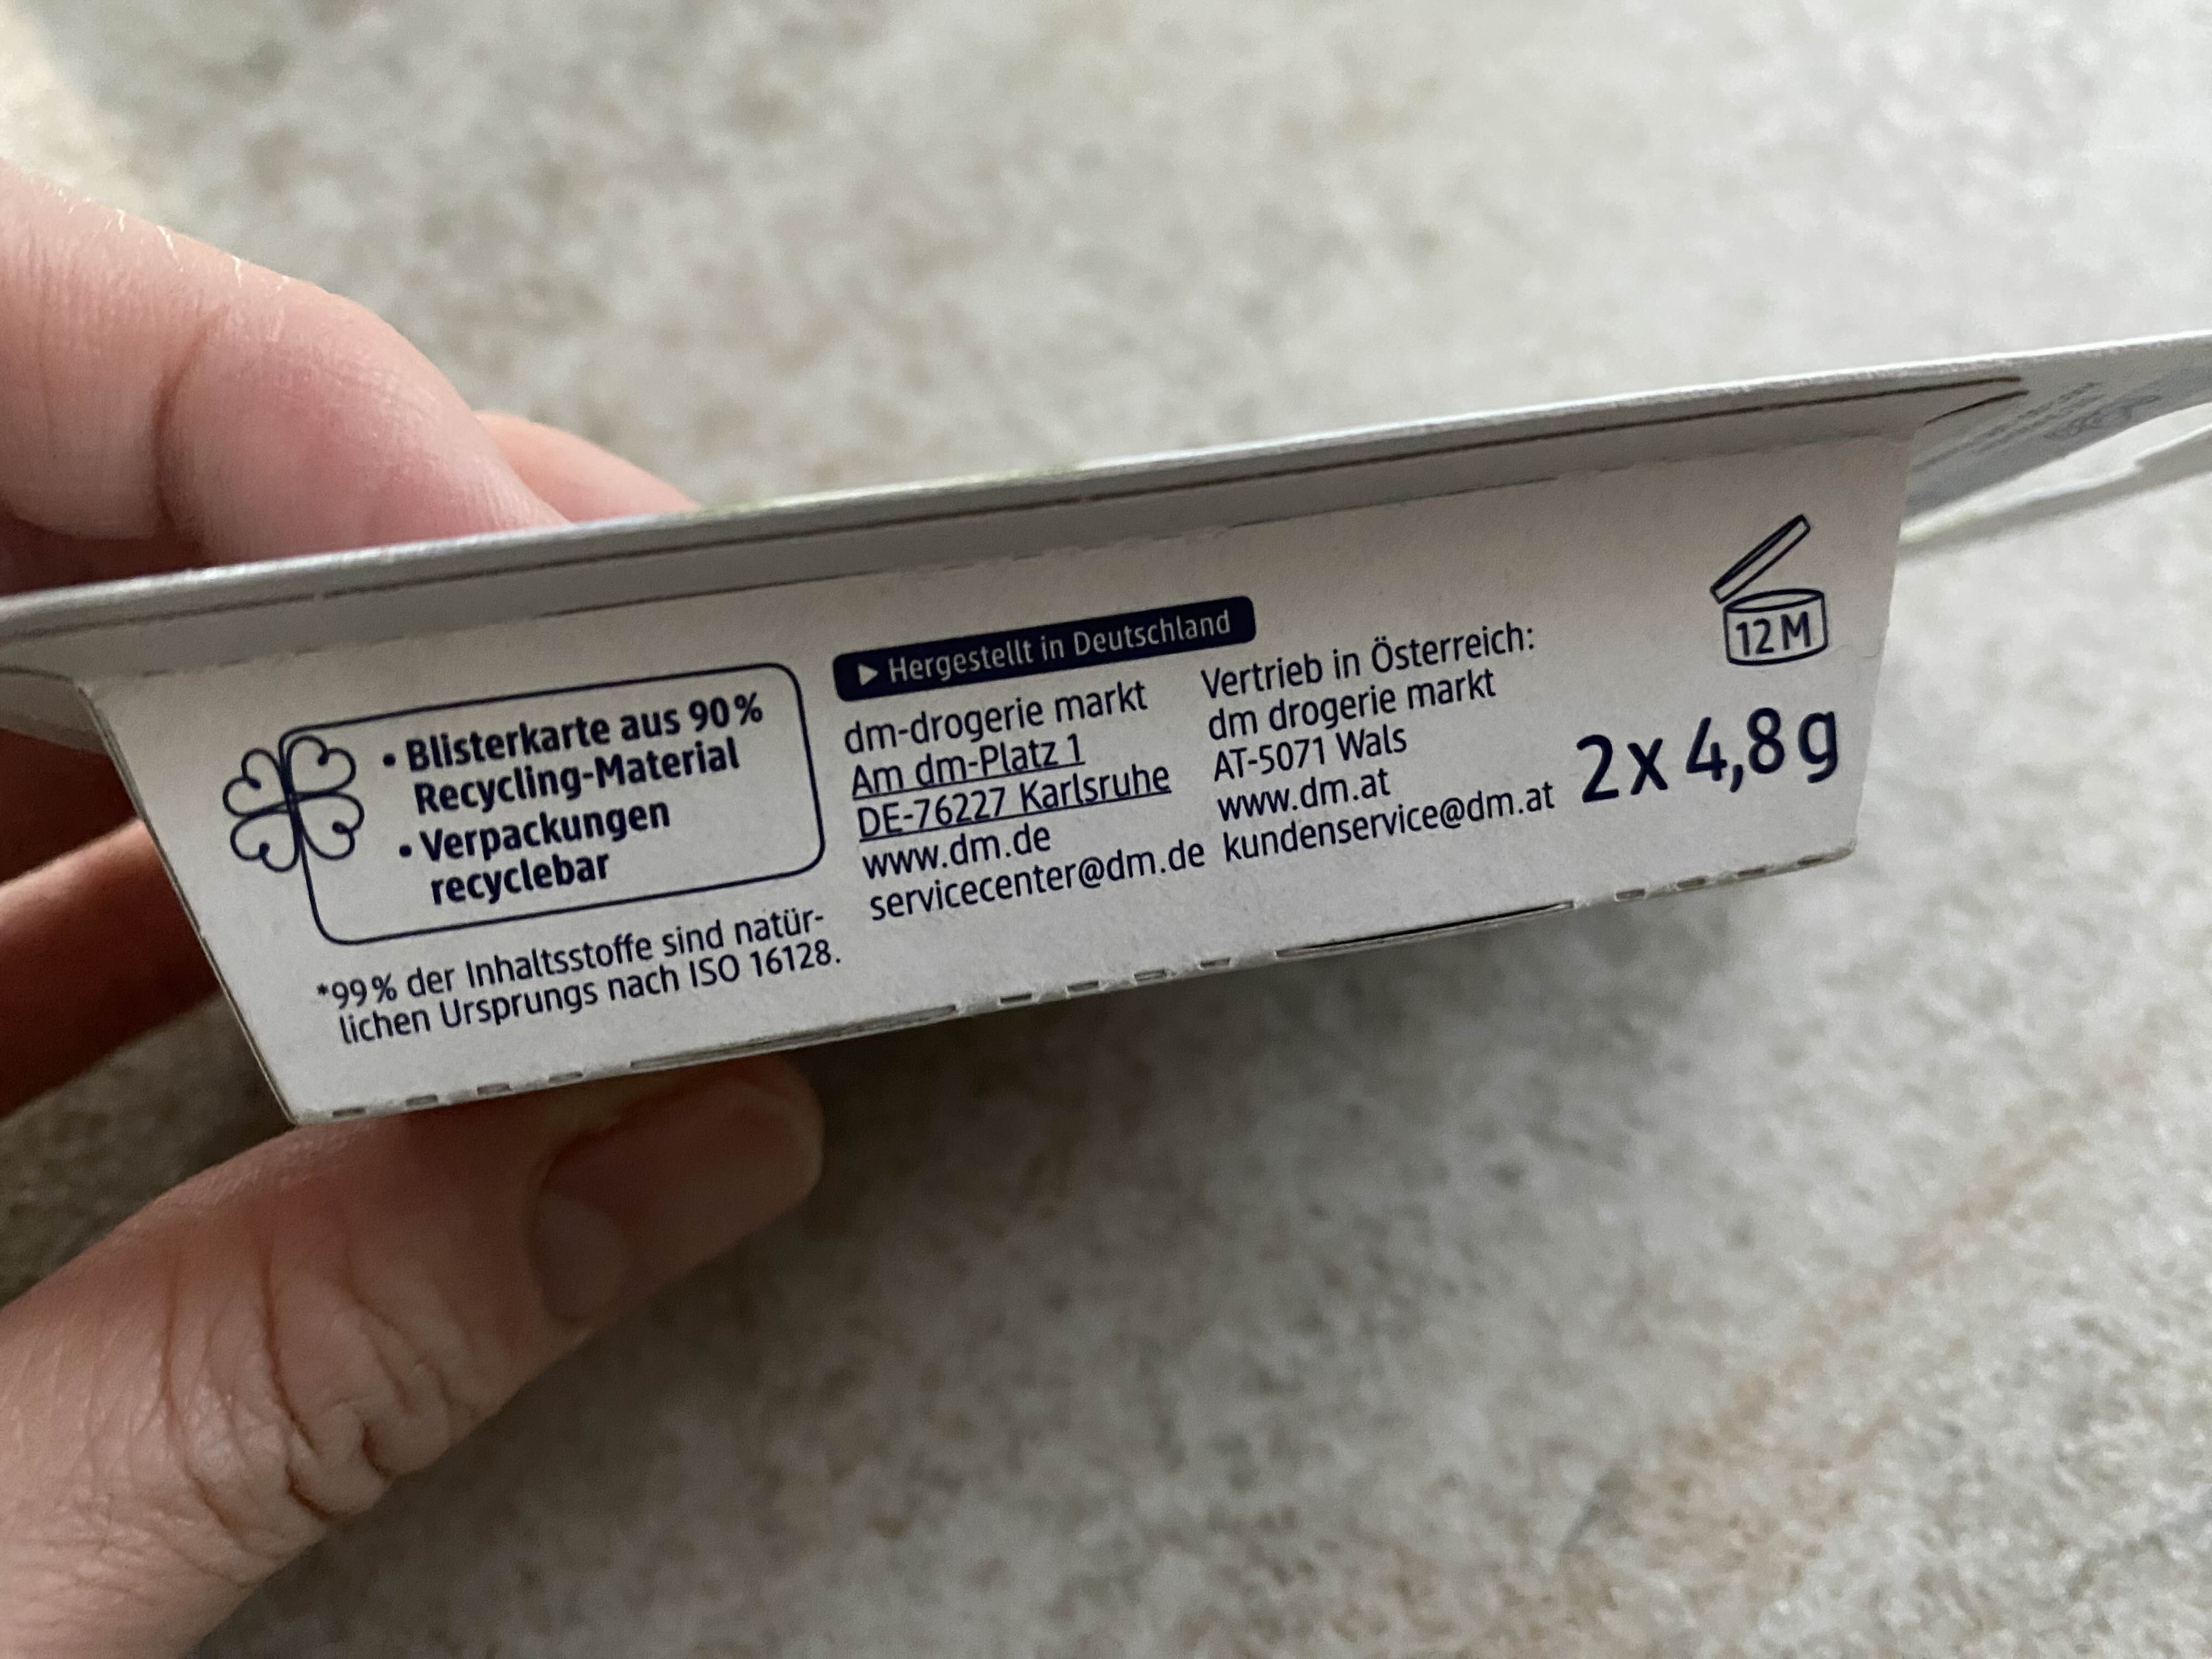 • Blisterkarte aus 90%
Recycling-Material
• Verpackungen
recyclebar
*99% der Inhaltsstoffe sind natür-
lichen Ursprungs nach ISO 16128.
▶ Hergestellt in Deutschland
dm-drogerie markt
Am dm-Platz 1
DE-76227 Karlsruhe
www.dm.de
servicecenter@dm.de
Vertrieb in Österreich:
dm drogerie markt
AT-5071 Wals
www.dm.at
kundenservice@dm.at
12 M
2 x 4,8 g